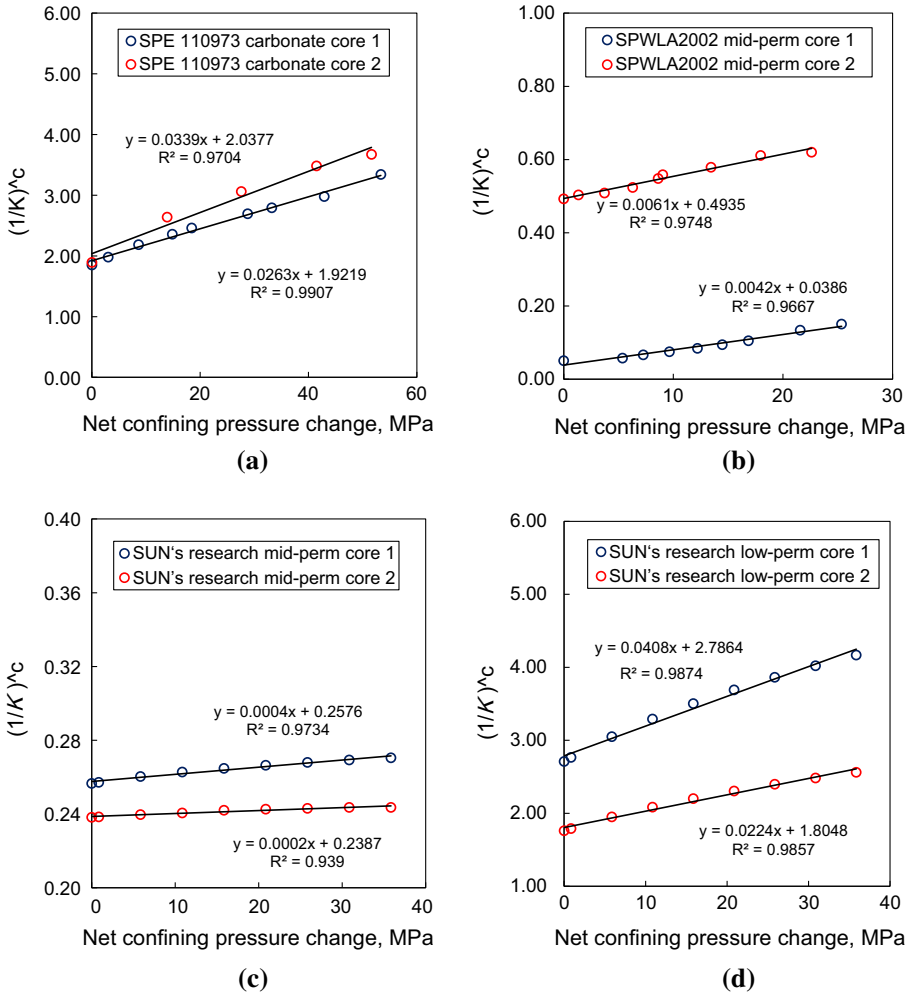 6.00
5.00
4.00
3.00
2.00
1.00
0.00
(1/K)^c
SPE 110973 carbonate core 1
SPE 110973 carbonate core 2
y = 0.0339x + 2.0377
R² = 0.9704
y = 0.0263x + 1.9219
R² = 0.9907
0 20 40 60
Net confining pressure change, MPa
(a)
1.00
0.80
0.60
0.40
0.20
0.00
(1/K)^c
SPWLA2002 mid-perm core 1
SPWLA2002 mid-perm core 2
y = 0.0061x + 0.4935
R² = 0.9748
y = 0.0042x + 0.0386
R² = 0.9667
0 10 20 30
Net confining pressure change, MPa
(b)
0.40
0.36
0.32
0.28
0.24
0.20
(1/K)^c
SUN‘s research mid-perm core 1
SUN’s research mid-perm core 2
y = 0.0004x + 0.2576
R² = 0.9734
y = 0.0002x + 0.2387
R² = 0.939
0 10 20 30 40
Net confining pressure change, MPa
(c)
6.00
5.00
4.00
3.00
2.00
1.00
(1/K)^c
SUN‘s research low-perm core 1
SUN’s research low-perm core 2
y = 0.0408x + 2.7864
R² = 0.9874
y = 0.0224x + 1.8048
R² = 0.9857
0 10 20 30 40
Net confining pressure change, MPa
(d)